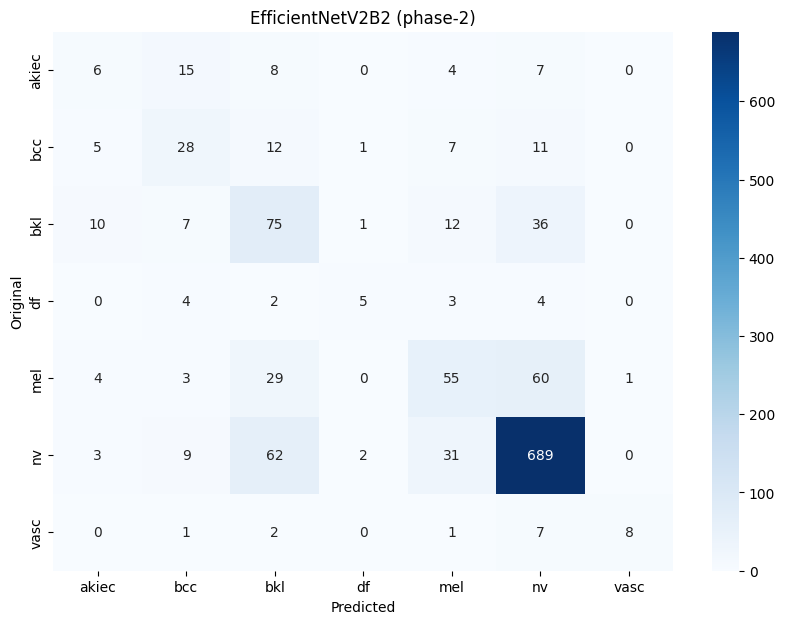 EfficientNetV2B2 (phase-2)
akiec 6 15 8 0 4 7 0
bcc 5 28 12 1 7 11 0
bkl 10 7 75 1 12 36 0
df 0 4 2 5 3 4 0
mel 4 3 29 0 55 60 1
nv 3 9 62 2 31 689 0
vasc 0 1 2 0 1 7 8
akiec bcc bkl df mel nv vasc
Predicted
Original
600
500
400
300
200
100
0